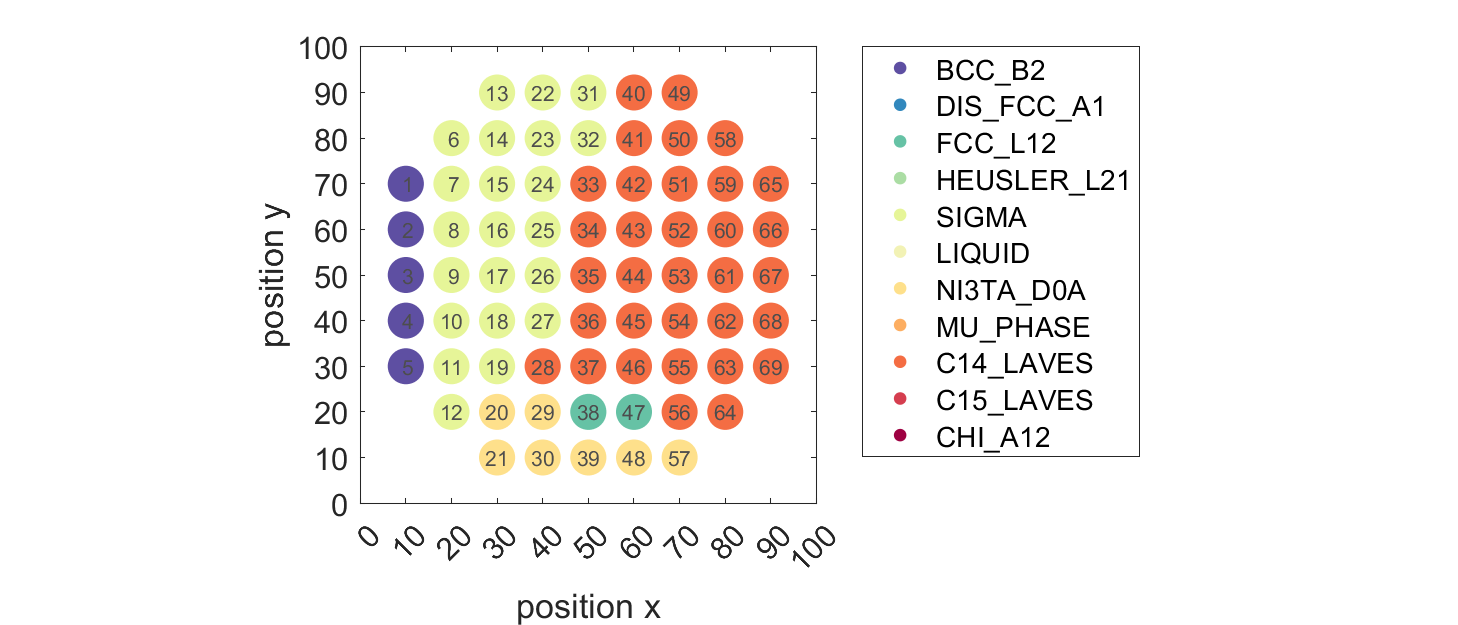 100
90
80
70
60
50
40
30
20
10
0
position y
13 22 31 40 49
6 14 23 32 41 50 58
1 7 15 24 33 42 51 59 65
2 8 16 25 34 43 52 60 66
3 9 17 26 35 44 53 61 67
4 10 18 27 36 45 54 62 68
5 11 19 28 37 46 55 63 69
12 20 29 38 47 56 64
21 30 39 48 57
0 10 20 30 40 50 60 70 80 90 100
position x
BCC_B2
DIS_FCC_A1
FCC_L12
HEUSLER_L21
SIGMA
LIQUID
NI3TA_D0A
MU_PHASE
C14_LAVES
C15_LAVES
CHI_A12